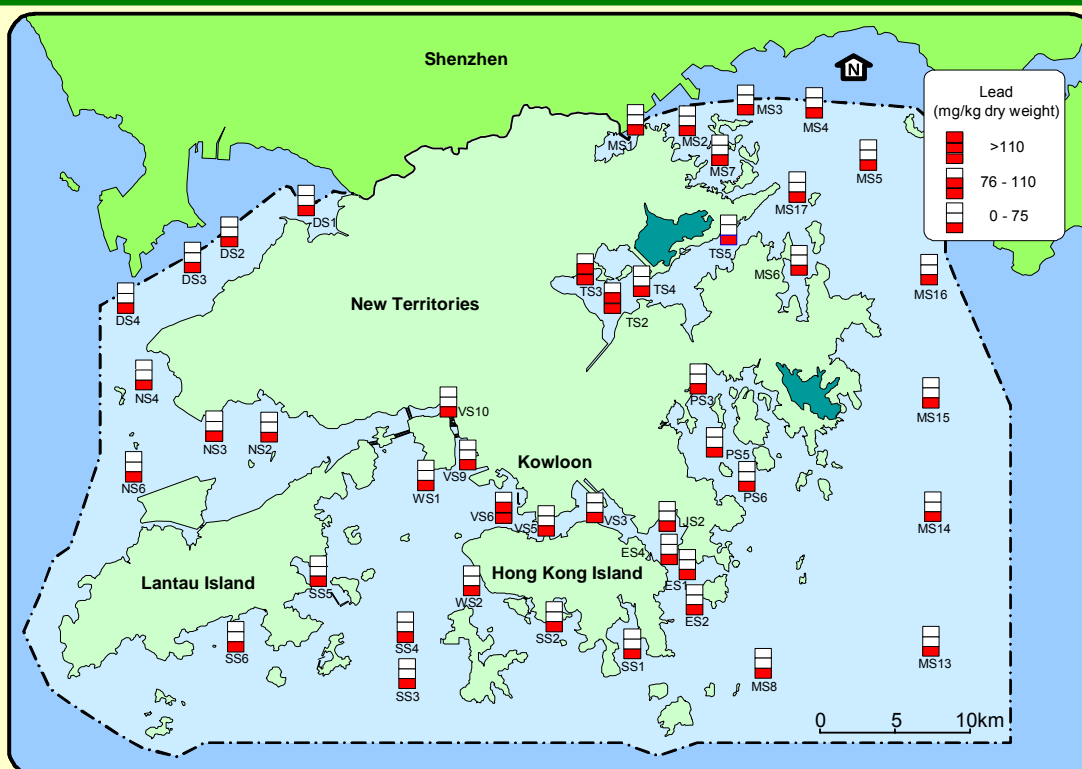 Shenzhen
N
Lead
(mg/kg dry weight)
>110
76 - 110
0 - 75
MS1
MS2
MS3
MS4
MS7
MS5
MS17
DS1
DS2
DS3
DS4
TS5
MS6
MS16
TS3
TS4
TS2
New Territories
NS4
NS3
NS2
NS6
VS10
VS9
WS1
Kowloon
PS3
PS5
PS6
MS15
MS14
VS6
VS5
VS3
JS2
ES4
ES1
ES2
Lantau Island
Hong Kong Island
SS5
WS2
SS2
SS1
SS6
SS4
SS3
MS8
MS13
0 5 10km